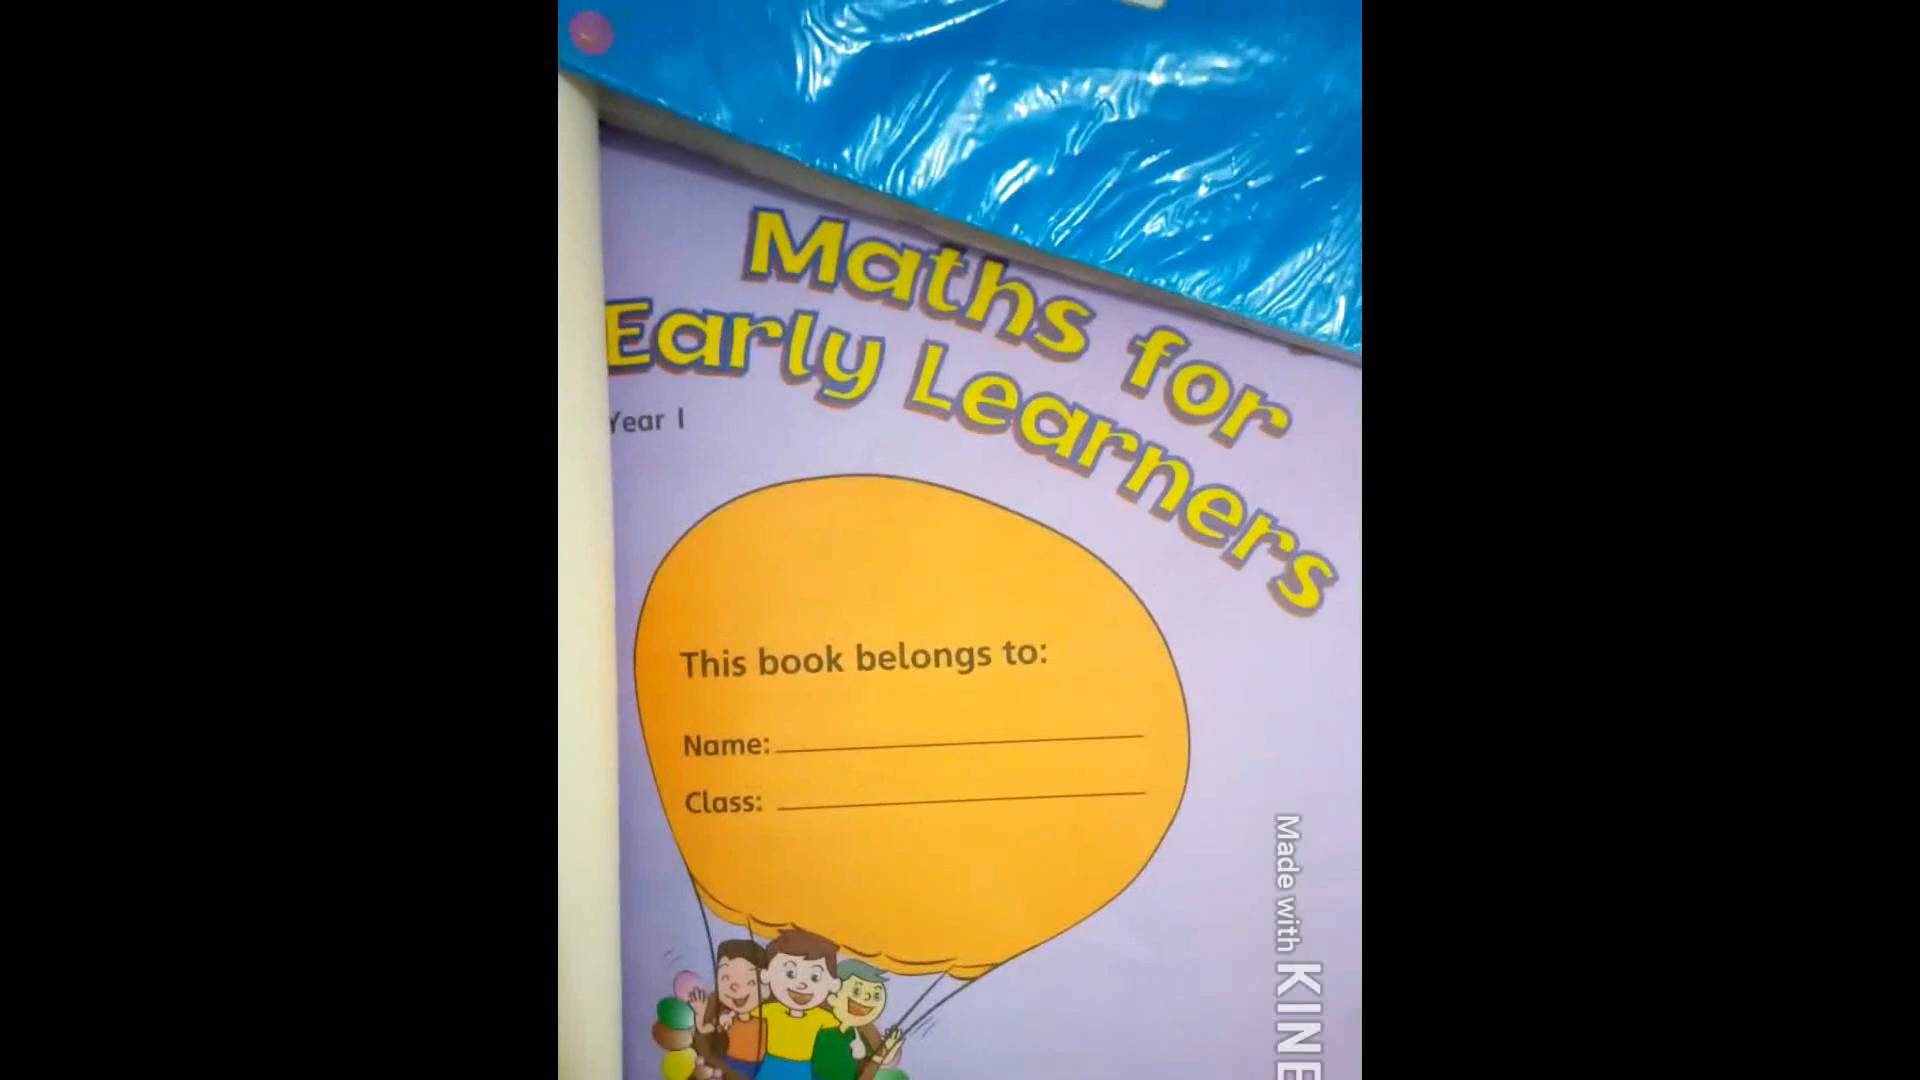 Maths for
Early Learners
Year 1
This book belongs to:
Name:
Class:
Made with KINE